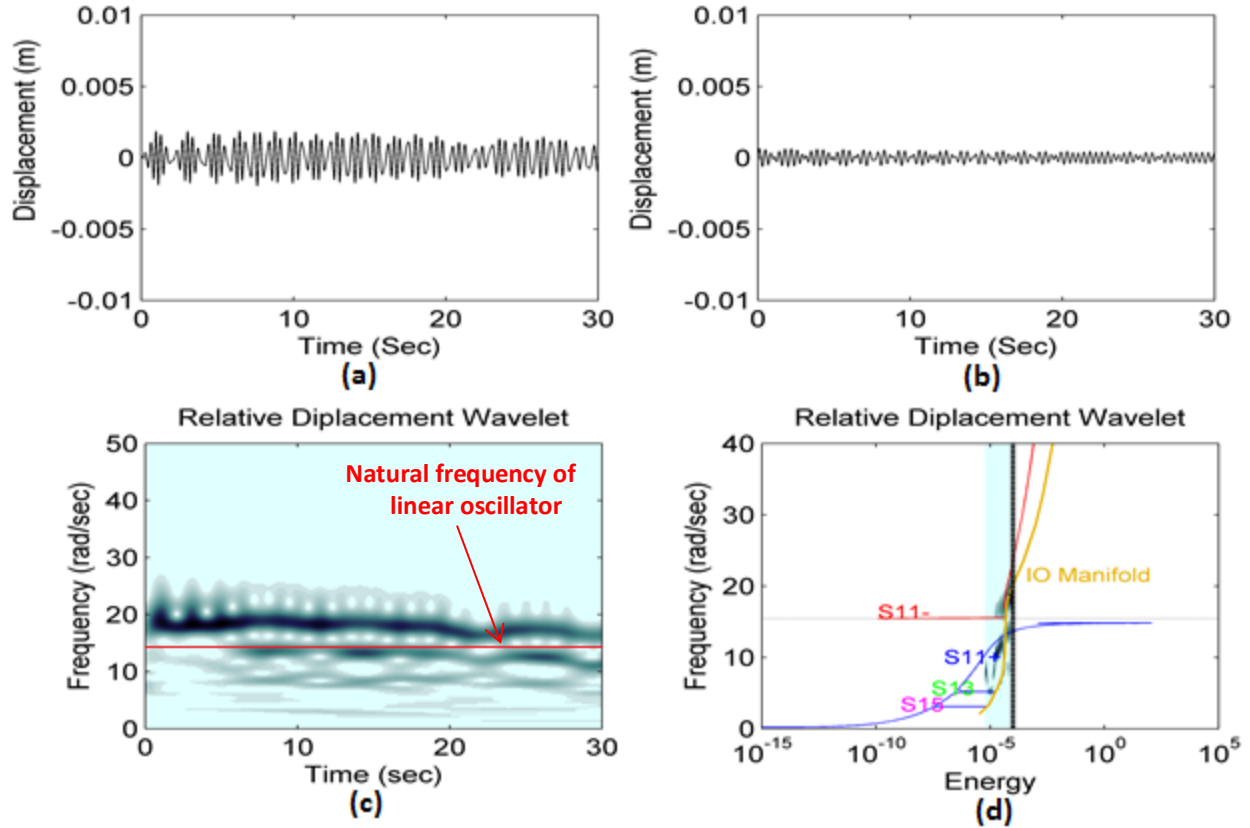 0.01
0.005
0
-0.005
-0.01
Displacement (m)
0 10 20 30
Time (Sec)
(a)
0.01
0.005
0
-0.005
-0.01
Displacement (m)
0 10 20 30
Time (Sec)
(b)
Relative Diplacement Wavelet
50
40
30
20
10
0
Frequency (rad/sec)
Natural frequency of
linear oscillator
0 10 20 30
Time (sec)
(c)
Relative Diplacement Wavelet
40
30
20
10
0
Frequency (rad/sec)
IO Manifold
S11-
S11+
S13
S15
10^-15 10^-10 10^-5 10^0 10^5
Energy
(d)